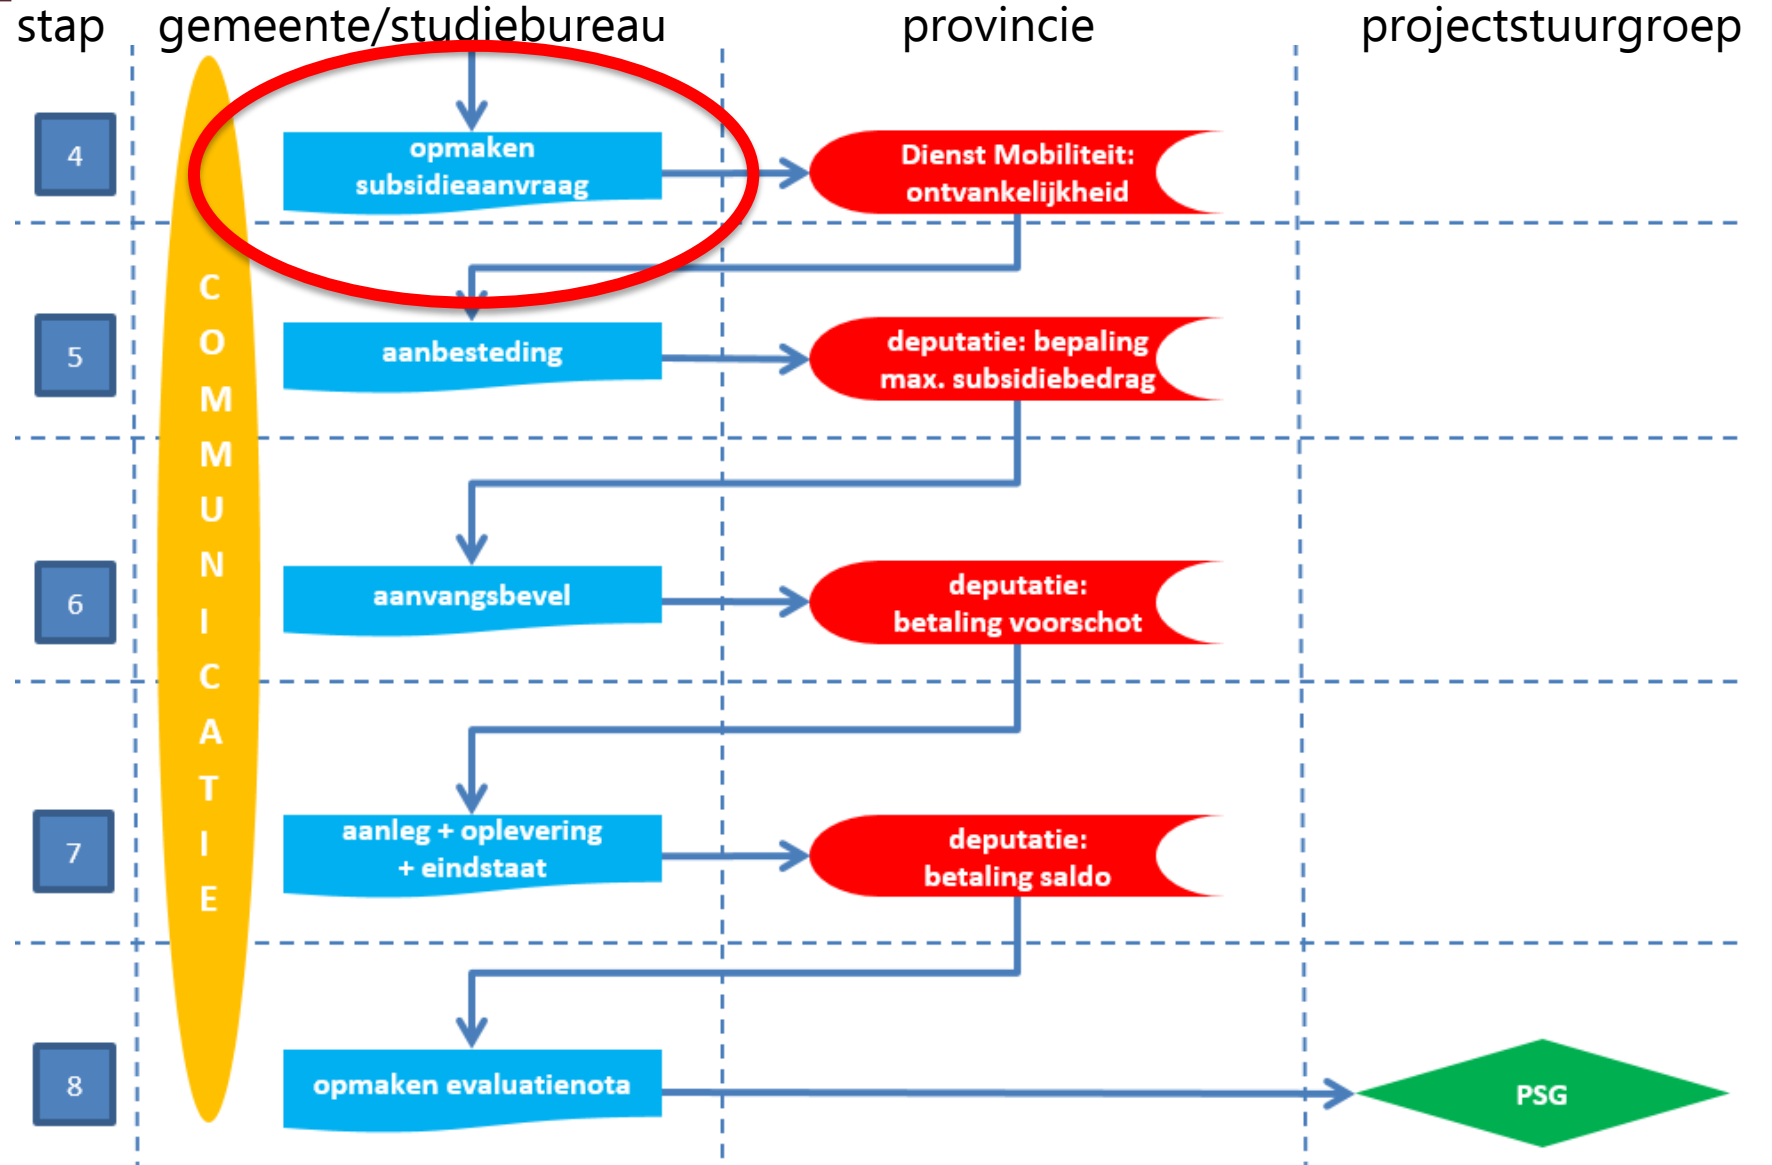 stap gemeente/studiebureau provincie projectstuurgroep
4
opmaken
subsidieaanvraag
Dienst Mobiliteit:
ontvankelijkheid
5
aanbesteding
deputatie: bepaling
max. subsidiebedrag
6
aanvangsbevel
deputatie:
betaling voorschot
7
aanleg + oplevering
+ eindstaat
deputatie:
betaling saldo
8
opmaken evaluatienota
PSG
C
O
M
M
U
N
I
C
A
T
I
E